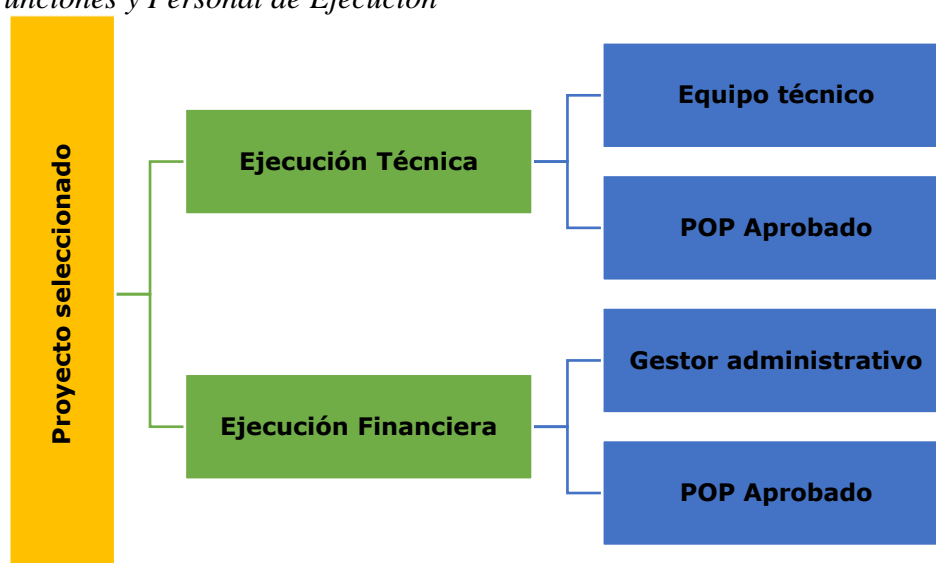 unciones y Personal de Ejecución
Proyecto seleccionado
Ejecución Técnica
Equipo técnico
POP Aprobado
Ejecución Financiera
Gestor administrativo
POP Aprobado